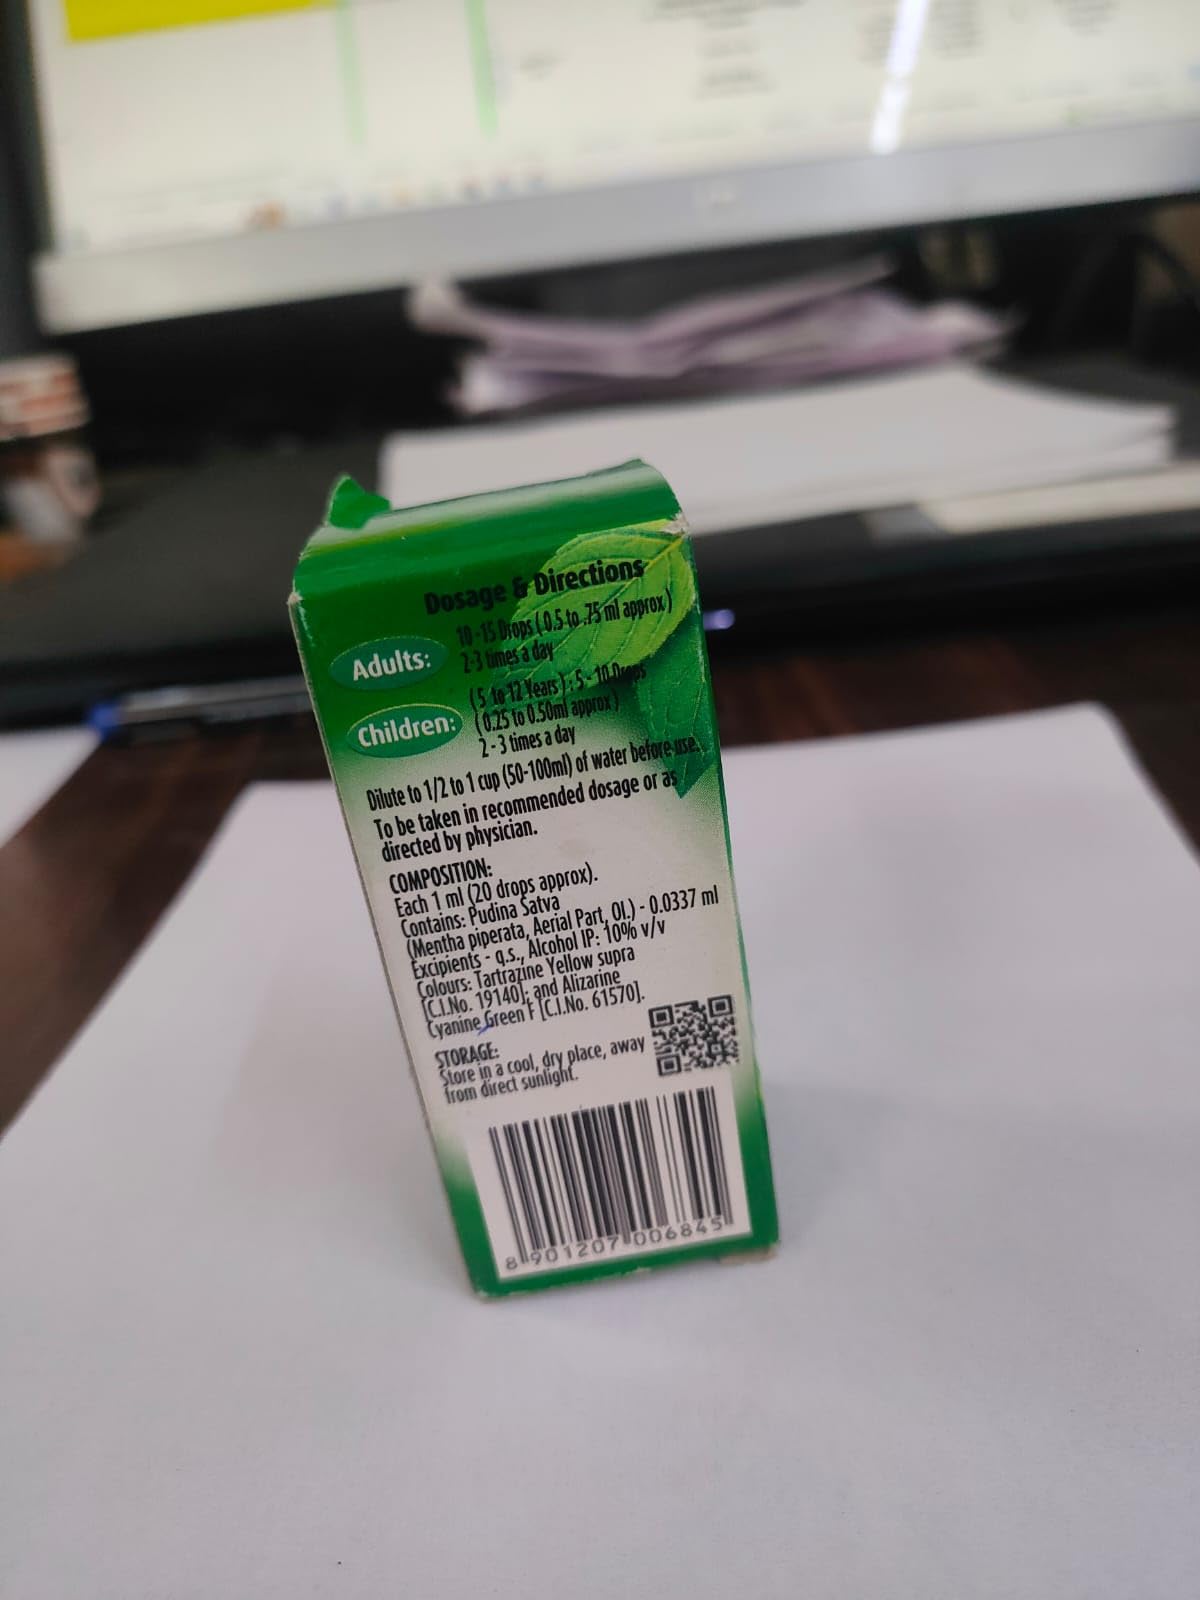 Dosage & Directions
Adults: 10-15 Drops (0.5 to .75 ml approx)
2-3 times a day
Children: (5 to 12 Years) : 5-10 Drops
(0.25 to 0.50ml approx)
2-3 times a day
Dilute to 1/2 to 1 cup (50-100ml) of water before use.
To be taken in recommended dosage or as
directed by physician.
COMPOSITION:
Each 1 ml (20 drops approx).
Contains: Pudina Satva
(Mentha piperata, Aerial Part, Ol.) - 0.0337 ml
Excipients - q.s., Alcohol IP: 10% v/v
Colours: Tartrazine Yellow supra
[C.I.No. 19140]; and Alizarine
Cyanine Green F [C.I.No. 61570].
STORAGE:
Store in a cool, dry place, away
from direct sunlight.
8 901207 006845